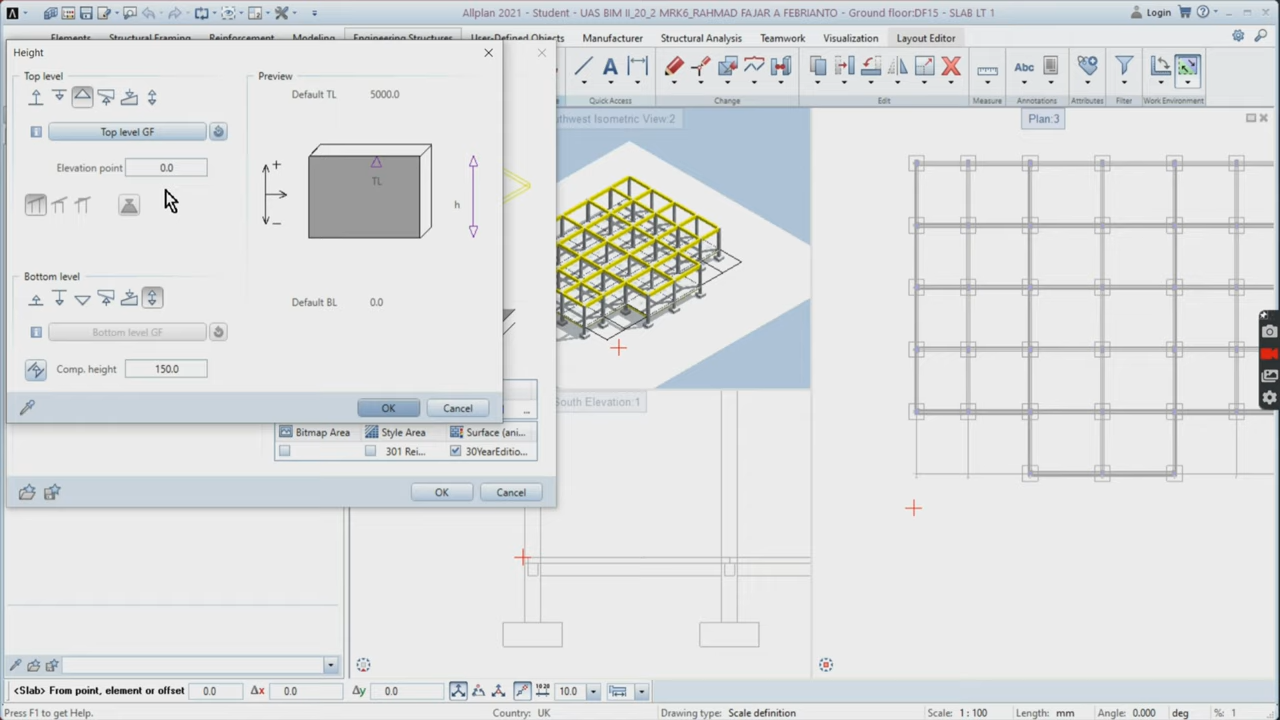 Allplan 2021 - Student - UAS BIM II_20_2 MRK6_RAHMAD FAJAR A FEBRIANTO - Ground floor:DF15 - SLAB LT 1
Login
Elements
Structural Framing
Reinforcement
Modeling
Engineering Structures
User-Defined Objects
Manufacturer
Structural Analysis
Teamwork
Visualization
Layout Editor
Quick Access
Change
Edit
Measure
Abc
Annotations
Attributes
Filter
Work Environment
Height
Top level
Top level GF
Elevation point
0.0
Bottom level
Bottom level GF
Comp. height
150.0
Preview
Default TL
5000.0
TL
h
Default BL
0.0
OK
Cancel
Bitmap Area
Style Area
Surface (ani...
301 Rei...
30YearEditio...
...
OK
Cancel
Southwest Isometric View:2
South Elevation:1
Plan:3
<Slab> From point, element or offset
0.0
Δx
0.0
Δy
0.0
10.0
Press F1 to get Help.
Country: UK
Drawing type: Scale definition
Scale: 1 : 100
Length: mm
Angle: 0.000
deg
%: 1